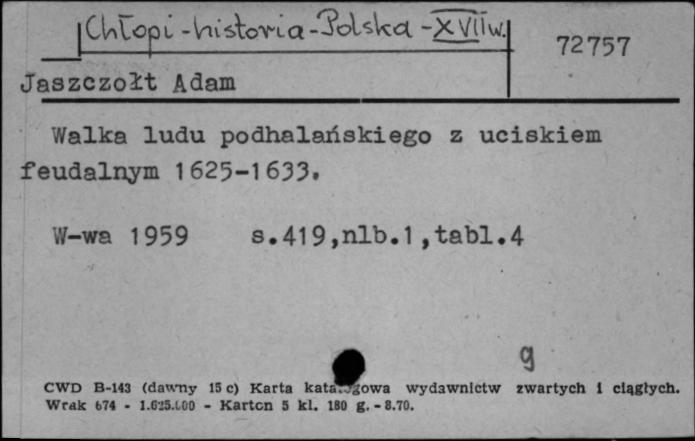 Chłopi - historia - Polska - XVII w.
72757
Jaszczołt Adam
Walka ludu podhalańskiego z uciskiem
feudalnym 1625-1633.
W-wa 1959 s.419,nlb.1,tabl.4
g
CWD B-143 (dawny 15 c) Karta katalogowa wydawnictw zwartych i ciągłych.
Wrak 674 - 1.625.000 - Karton 5 kl. 180 g. - 8.70.